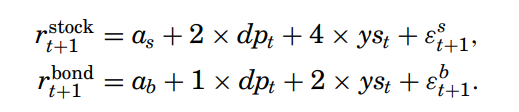 r^{stock}_{t+1} = a_s + 2 × dp_t + 4 × ys_t + ε^s_{t+1},
r^{bond}_{t+1} = a_b + 1 × dp_t + 2 × ys_t + ε^b_{t+1}.